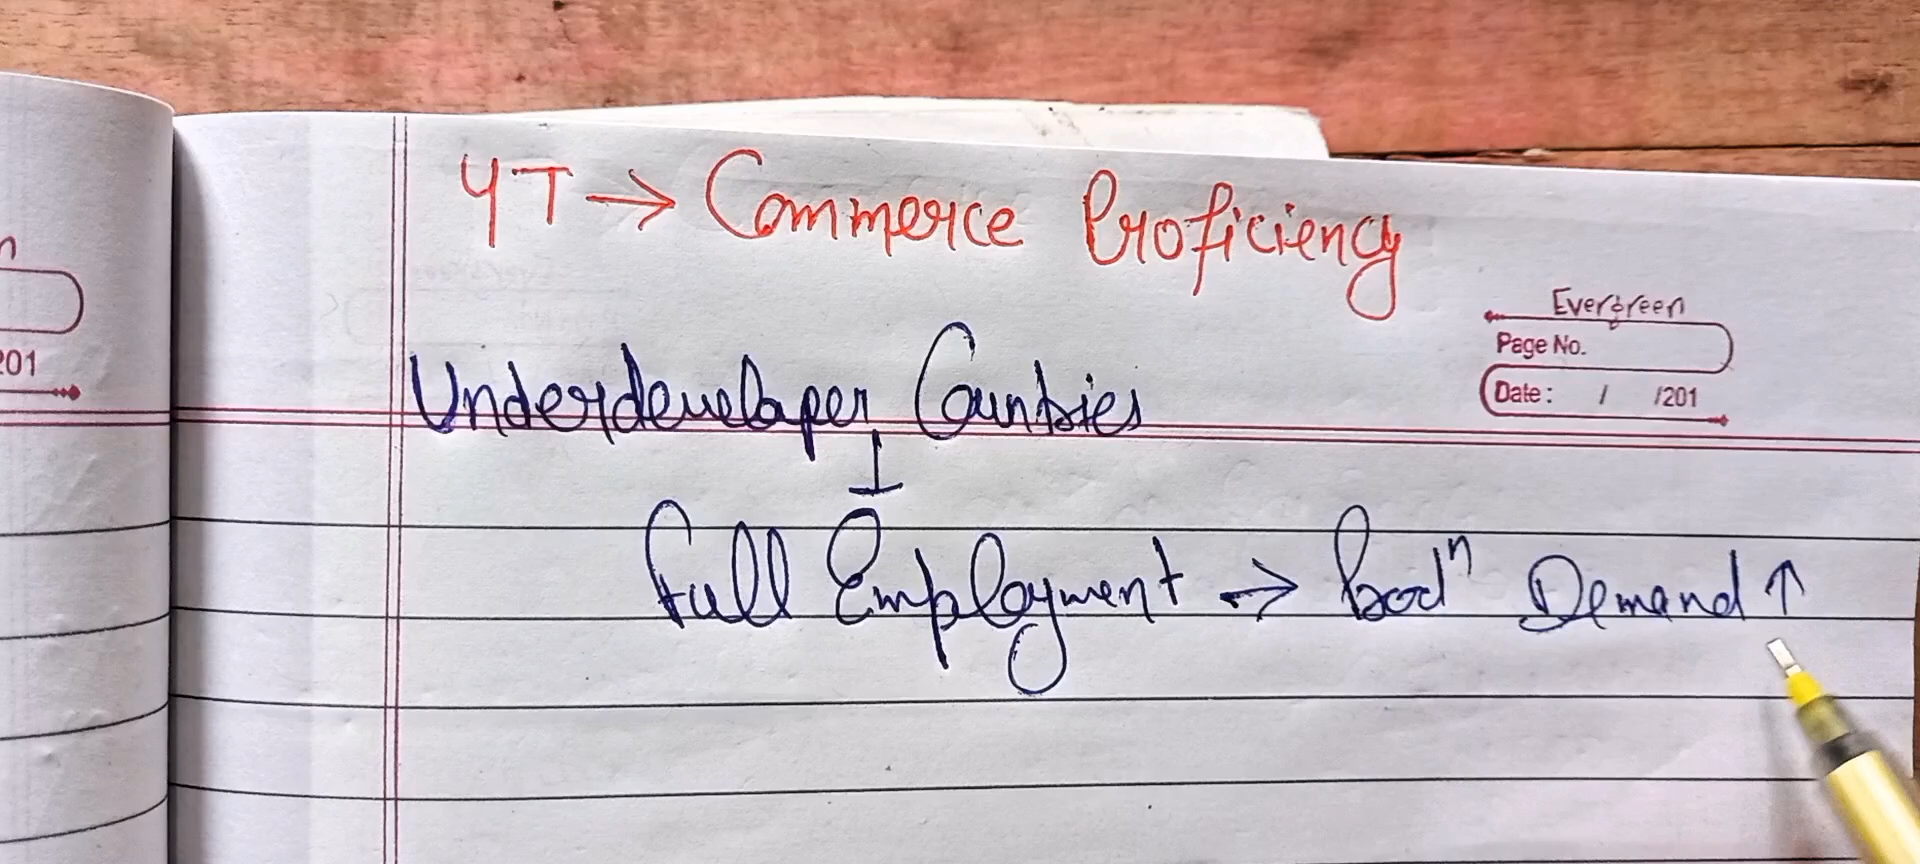 YT → Commerce Proficiency
Evergreen
Page No.
Date: / /201
Underdeveloper Countries
Full Employment → Prodⁿ Demand ↑
201